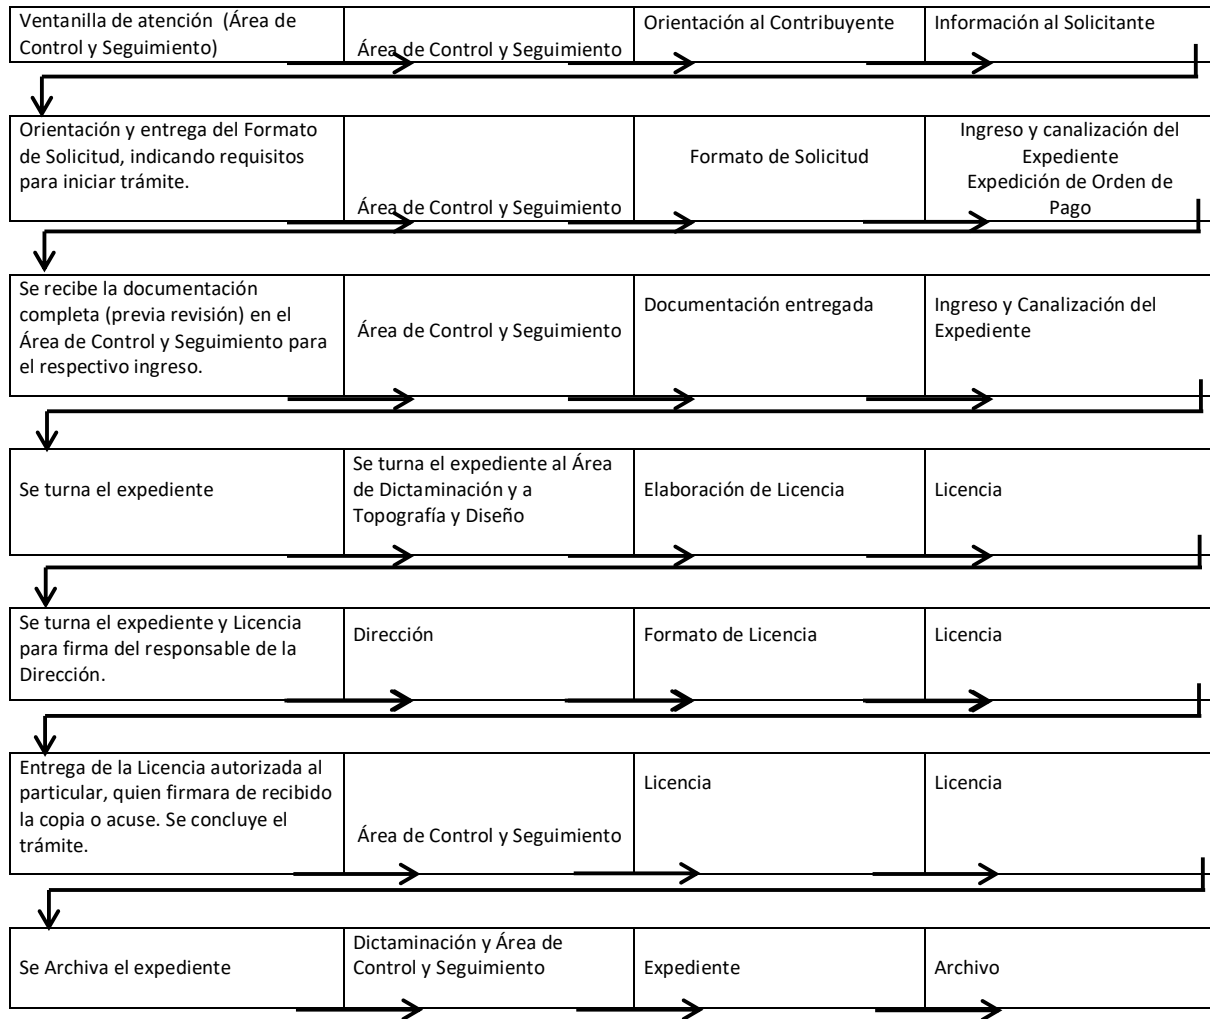 Ventanilla de atención (Área de
Control y Seguimiento)
Área de Control y Seguimiento
Orientación al Contribuyente
Información al Solicitante
Orientación y entrega del Formato
de Solicitud, indicando requisitos
para iniciar trámite.
Área de Control y Seguimiento
Formato de Solicitud
Ingreso y canalización del
Expediente
Expedición de Orden de
Pago
Se recibe la documentación
completa (previa revisión) en el
Área de Control y Seguimiento para
el respectivo ingreso.
Área de Control y Seguimiento
Documentación entregada
Ingreso y Canalización del
Expediente
Se turna el expediente
Se turna el expediente al Área
de Dictaminación y a
Topografía y Diseño
Elaboración de Licencia
Licencia
Se turna el expediente y Licencia
para firma del responsable de la
Dirección.
Dirección
Formato de Licencia
Licencia
Entrega de la Licencia autorizada al
particular, quien firmara de recibido
la copia o acuse. Se concluye el
trámite.
Área de Control y Seguimiento
Licencia
Licencia
Se Archiva el expediente
Dictaminación y Área de
Control y Seguimiento
Expediente
Archivo